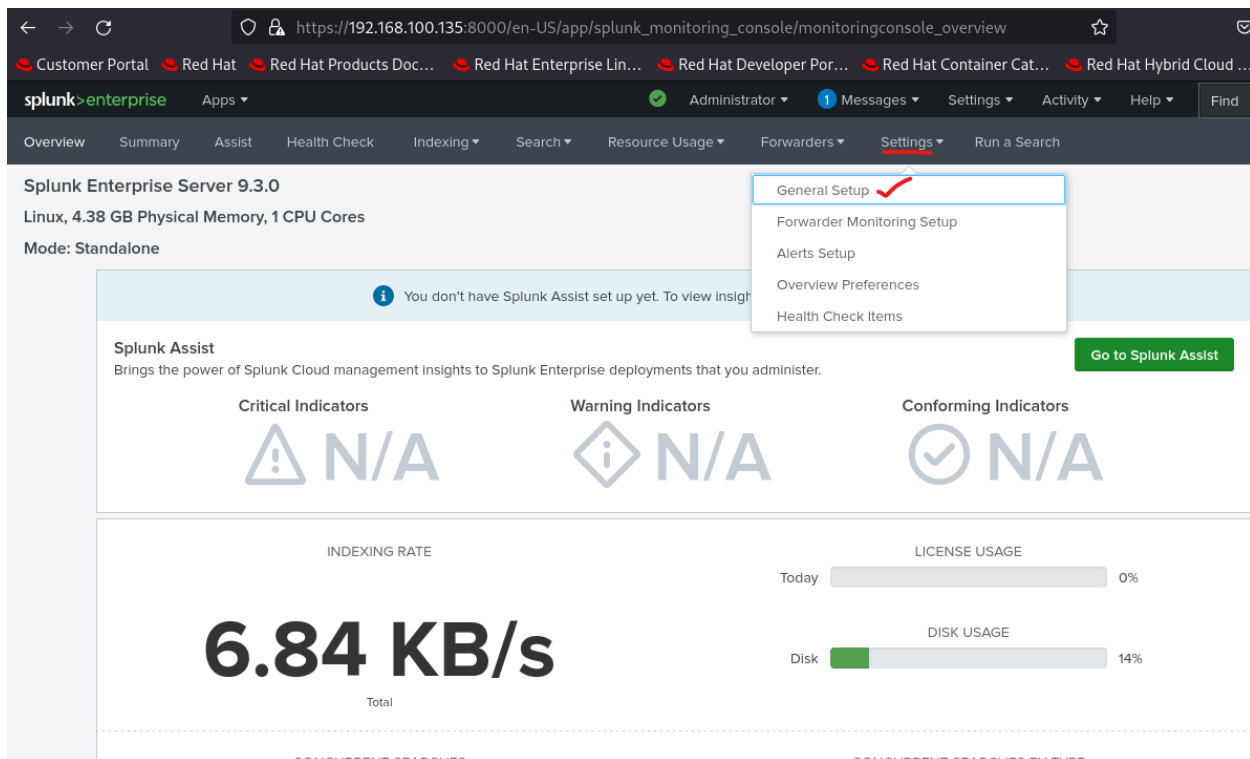 https://192.168.100.135:8000/en-US/app/splunk_monitoring_console/monitoringconsole_overview
Customer Portal Red Hat Red Hat Products Doc... Red Hat Enterprise Lin... Red Hat Developer Por... Red Hat Container Cat... Red Hat Hybrid Cloud ...
splunk>enterprise Apps Administrator 1 Messages Settings Activity Help Find
Overview Summary Assist Health Check Indexing Search Resource Usage Forwarders Settings Run a Search
Splunk Enterprise Server 9.3.0
Linux, 4.38 GB Physical Memory, 1 CPU Cores
Mode: Standalone
General Setup
Forwarder Monitoring Setup
Alerts Setup
Overview Preferences
Health Check Items
You don't have Splunk Assist set up yet. To view insigh
Splunk Assist
Brings the power of Splunk Cloud management insights to Splunk Enterprise deployments that you administer.
Go to Splunk Assist
Critical Indicators Warning Indicators Conforming Indicators
N/A N/A N/A
INDEXING RATE LICENSE USAGE
Today 0%
DISK USAGE
6.84 KB/s
Disk 14%
Total
CONCURRENT SEARCHES CONCURRENT SEARCHES BY TYPE